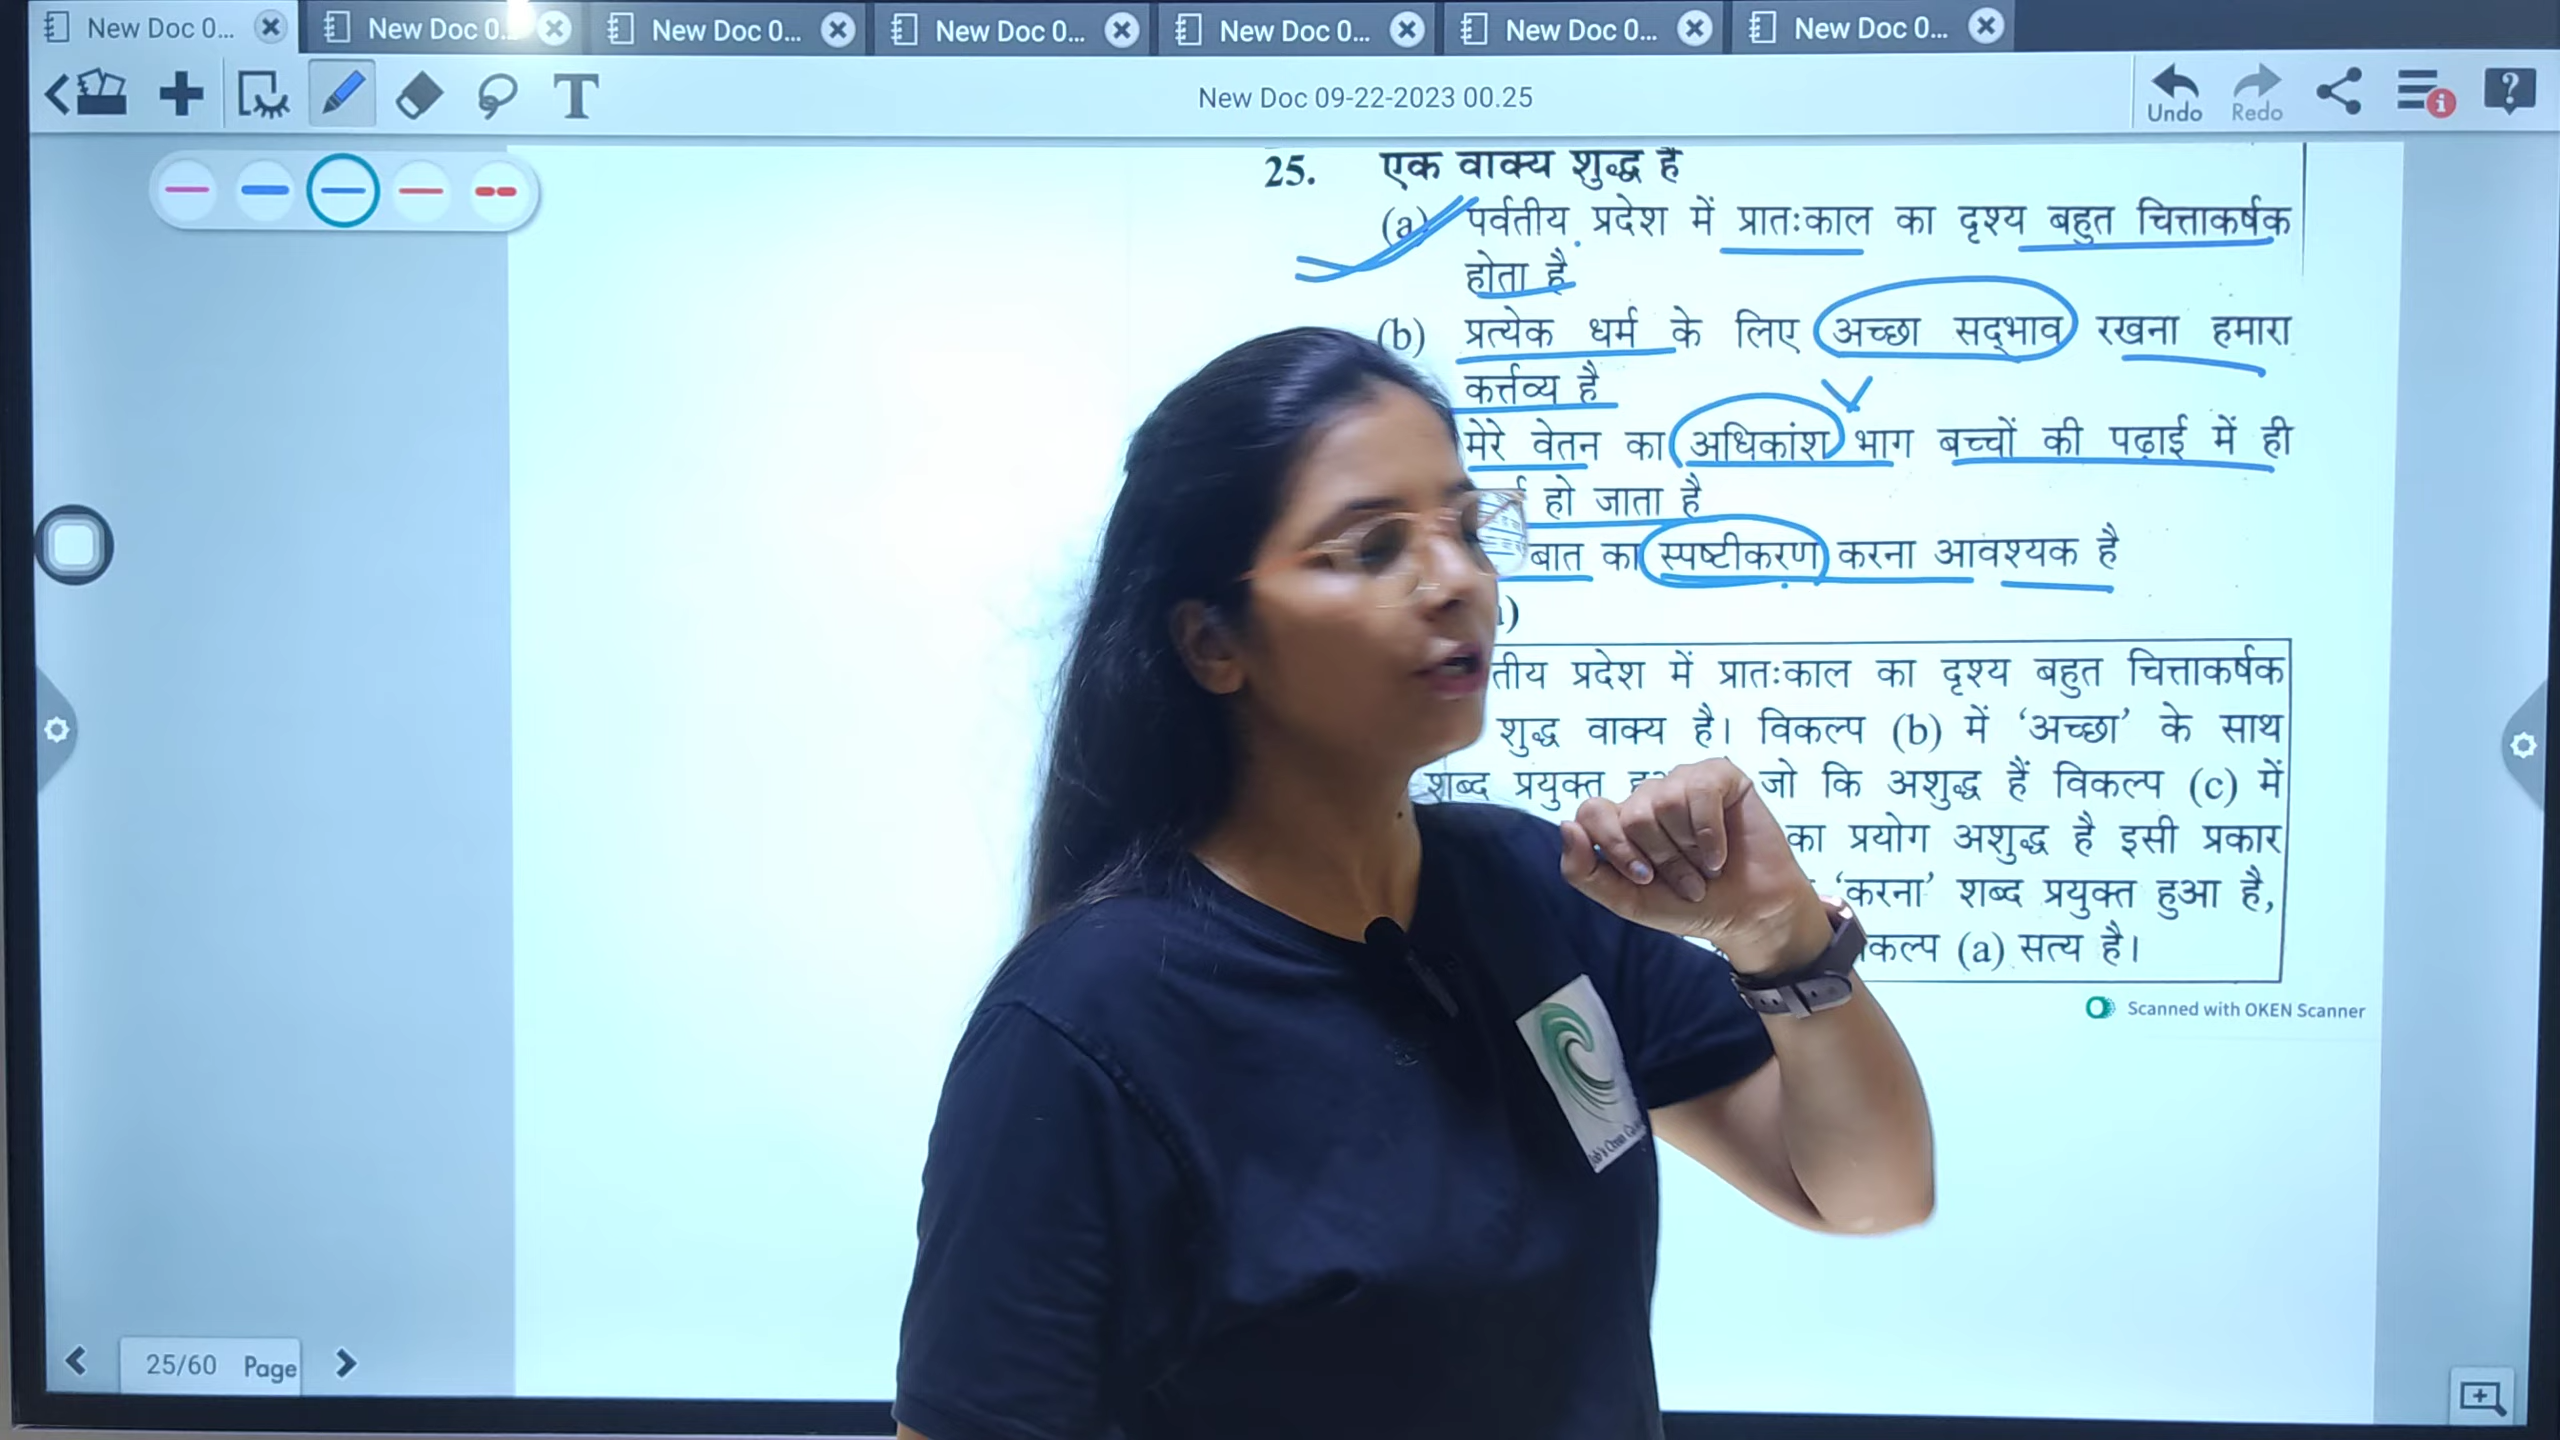 New Doc 0... New Doc 0... New Doc 0... New Doc 0... New Doc 0... New Doc 0... New Doc 0...
T New Doc 09-22-2023 00.25 Undo Redo
25. एक वाक्य शुद्ध है
(a) पर्वतीय प्रदेश में प्रातःकाल का दृश्य बहुत चित्ताकर्षक
होता है
(b) प्रत्येक धर्म के लिए अच्छा सद्भाव रखना हमारा
कर्त्तव्य है
मेरे वेतन का अधिकांश भाग बच्चों की पढ़ाई में ही
हो जाता है
बात का स्पष्टीकरण करना आवश्यक है
तीय प्रदेश में प्रातःकाल का दृश्य बहुत चित्ताकर्षक
शुद्ध वाक्य है। विकल्प (b) में ‘अच्छा’ के साथ
शब्द प्रयुक्त जो कि अशुद्ध हैं विकल्प (c) में
का प्रयोग अशुद्ध है इसी प्रकार
‘करना’ शब्द प्रयुक्त हुआ है,
(a) सत्य है।
Scanned with OKEN Scanner
25/60 Page